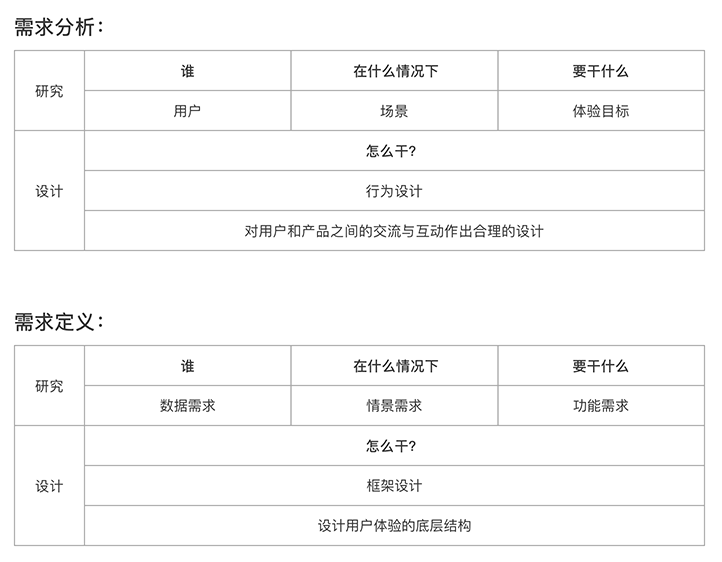 需求分析：
谁
在什么情况下
要干什么
研究
用户
场景
体验目标
怎么干？
设计
行为设计
对用户和产品之间的交流与互动作出合理的设计
需求定义：
谁
在什么情况下
要干什么
研究
数据需求
情景需求
功能需求
怎么干？
设计
框架设计
设计用户体验的底层结构